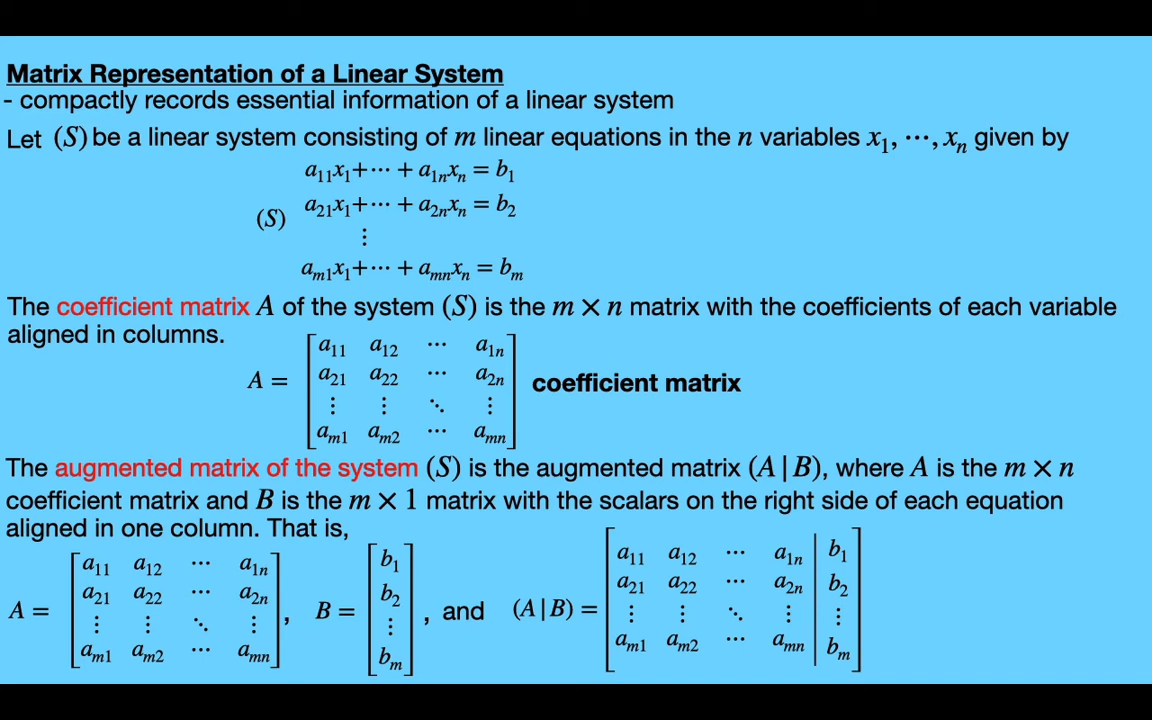 Matrix Representation of a Linear System
- compactly records essential information of a linear system
Let (S) be a linear system consisting of m linear equations in the n variables x₁, ⋯, xₙ given by
a₁₁x₁+⋯ + a₁ₙxₙ = b₁
(S) a₂₁x₁+⋯ + a₂ₙxₙ = b₂
⋮
aₘ₁x₁+⋯ + aₘₙxₙ = bₘ
The coefficient matrix A of the system (S) is the m × n matrix with the coefficients of each variable
aligned in columns.
A = [a₁₁ a₁₂ ⋯ a₁ₙ
a₂₁ a₂₂ ⋯ a₂ₙ
⋮ ⋮ ⋱ ⋮
aₘ₁ aₘ₂ ⋯ aₘₙ] coefficient matrix
The augmented matrix of the system (S) is the augmented matrix (A | B), where A is the m × n
coefficient matrix and B is the m × 1 matrix with the scalars on the right side of each equation
aligned in one column. That is,
A = [a₁₁ a₁₂ ⋯ a₁ₙ
a₂₁ a₂₂ ⋯ a₂ₙ
⋮ ⋮ ⋱ ⋮
aₘ₁ aₘ₂ ⋯ aₘₙ],
B = [b₁
b₂
⋮
bₘ], and
(A | B) = [a₁₁ a₁₂ ⋯ a₁ₙ | b₁
a₂₁ a₂₂ ⋯ a₂ₙ | b₂
⋮ ⋮ ⋱ ⋮ | ⋮
aₘ₁ aₘ₂ ⋯ aₘₙ | bₘ]